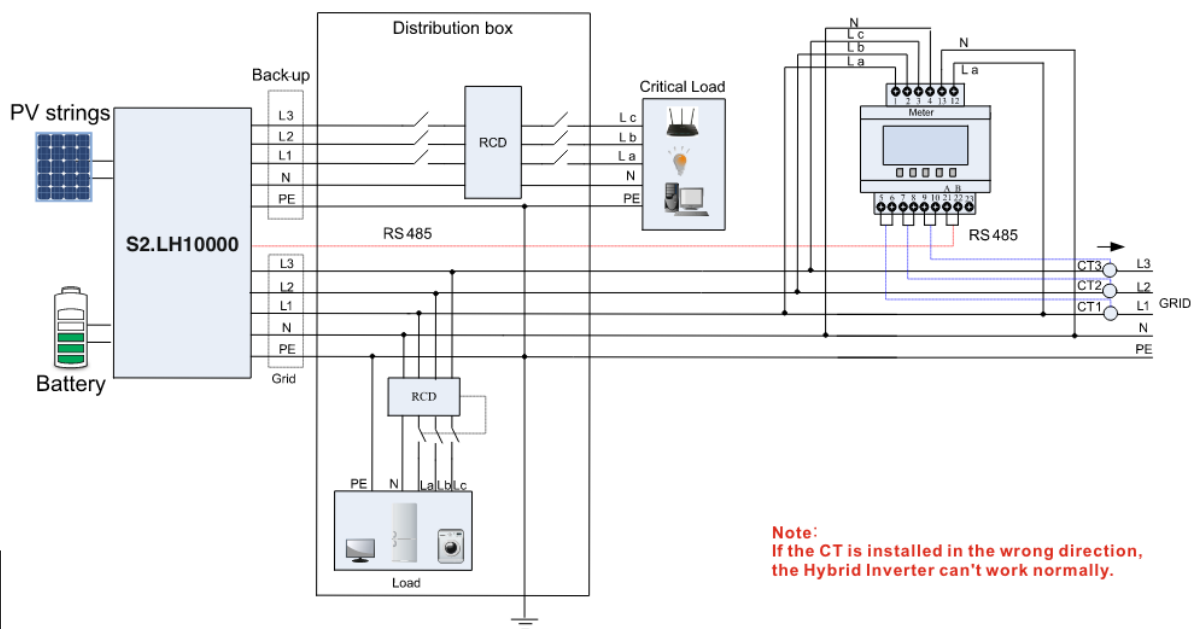 Distribution box
Back-up
PV strings
S2.LH10000
Battery
L3
L2
L1
N
PE
RCD
L c
L b
L a
N
PE
Critical Load
N
L c
L b
L a
N
L a
1 2 3 4 13 12
Meter
A B
5 6 7 8 9 10 21 22 23
RS 485
RS 485
L3
L2
L1
N
PE
Grid
CT3
CT2
CT1
L3
L2
L1
N
PE
GRID
RCD
PE N La Lb Lc
Load
Note:
If the CT is installed in the wrong direction,
the Hybrid Inverter can't work normally.